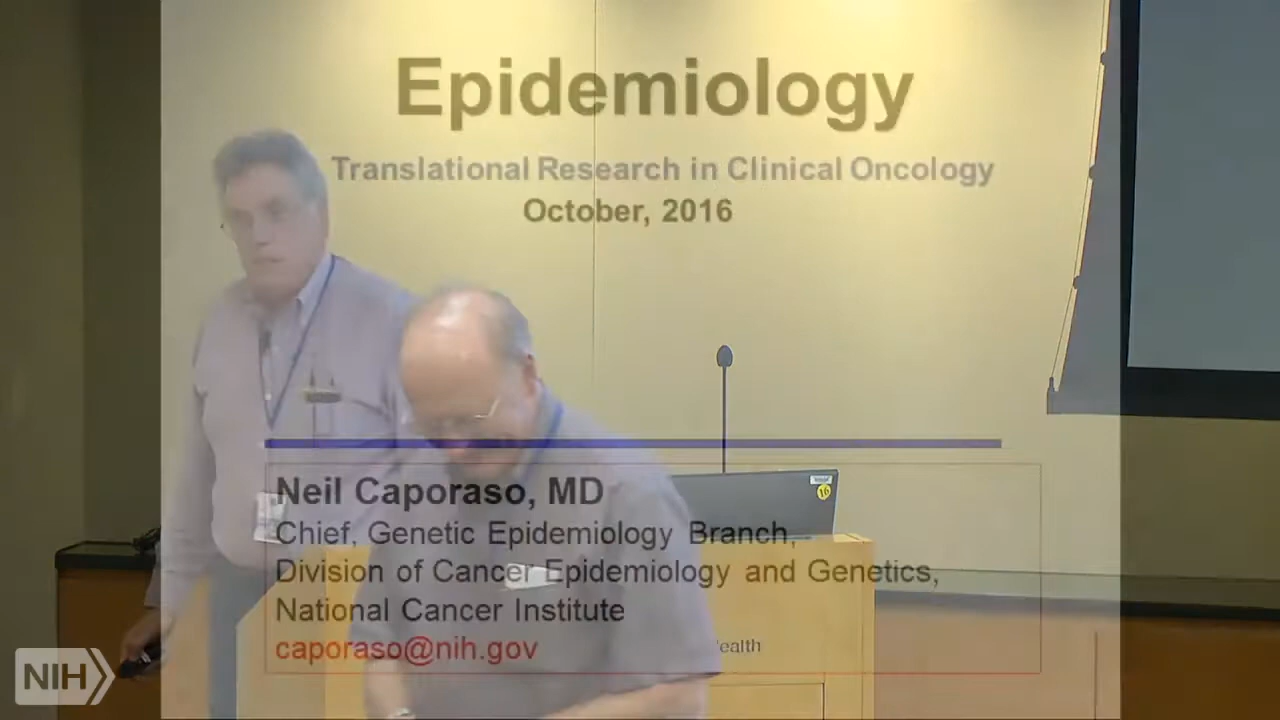 Epidemiology
Translational Research in Clinical Oncology
October, 2016
Neil Caporaso, MD
Chief, Genetic Epidemiology Branch,
Division of Cancer Epidemiology and Genetics,
National Cancer Institute
caporaso@nih.gov
ealth
16
NIH